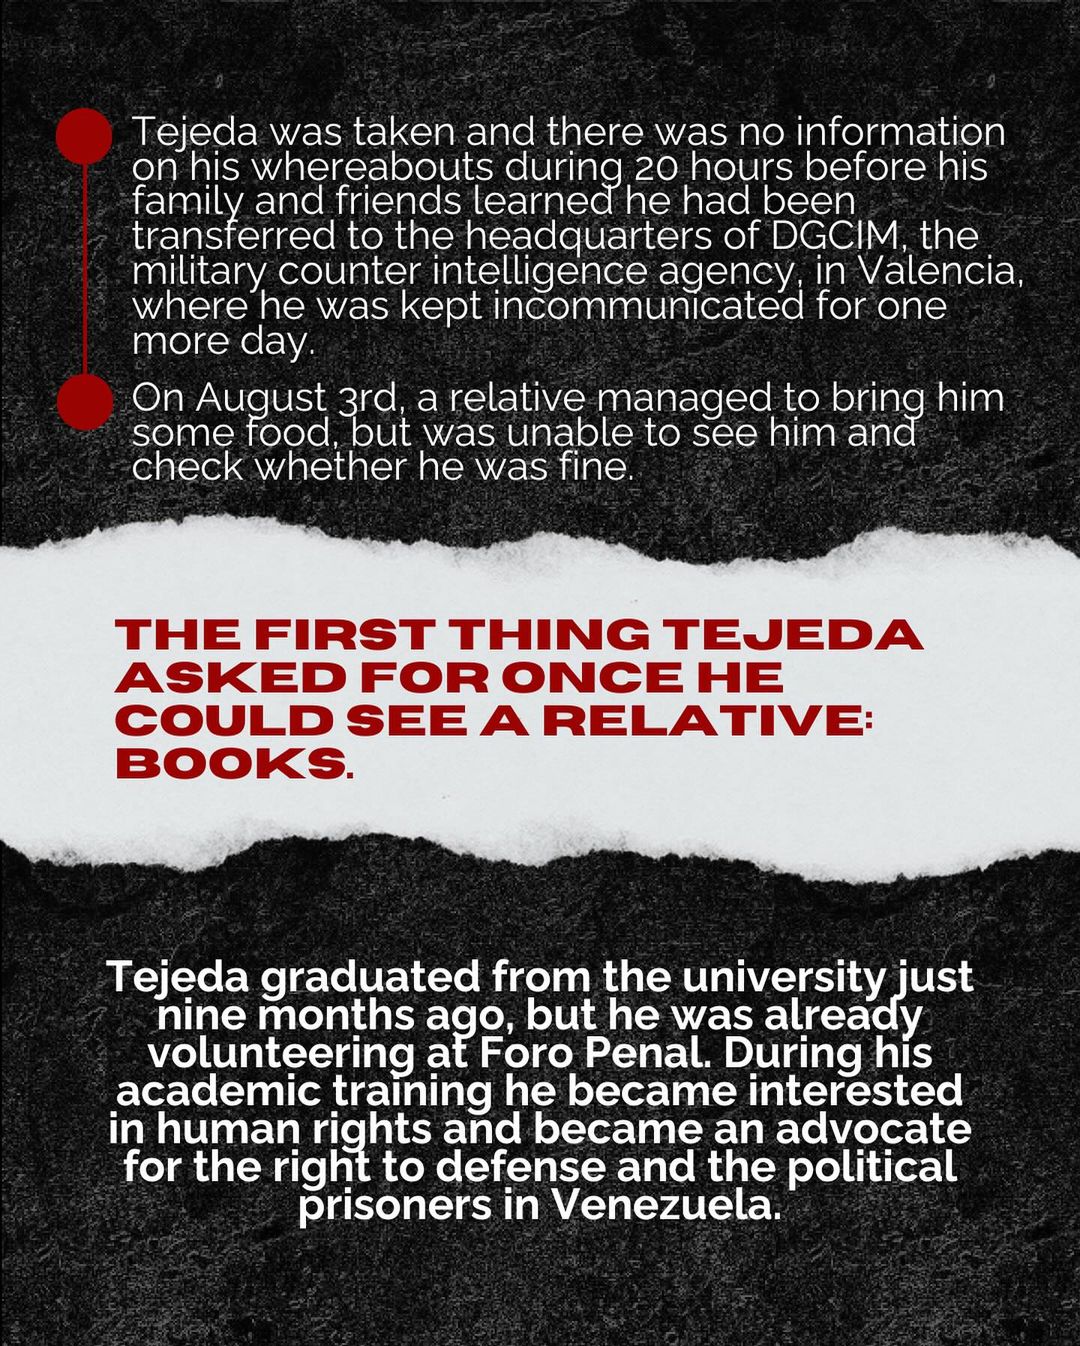 Tejeda was taken and there was no information
on his whereabouts during 20 hours before his
family and friends learned he had been
transferred to the headquarters of DGCIM, the
military counter intelligence agency, in Valencia,
where he was kept incommunicated for one
more day.
On August 3rd, a relative managed to bring him
some food, but was unable to see him and
check whether he was fine.
THE FIRST THING TEJEDA
ASKED FOR ONCE HE
COULD SEE A RELATIVE:
BOOKS.
Tejeda graduated from the university just
nine months ago, but he was already
volunteering at Foro Penal. During his
academic training he became interested
in human rights and became an advocate
for the right to defense and the political
prisoners in Venezuela.